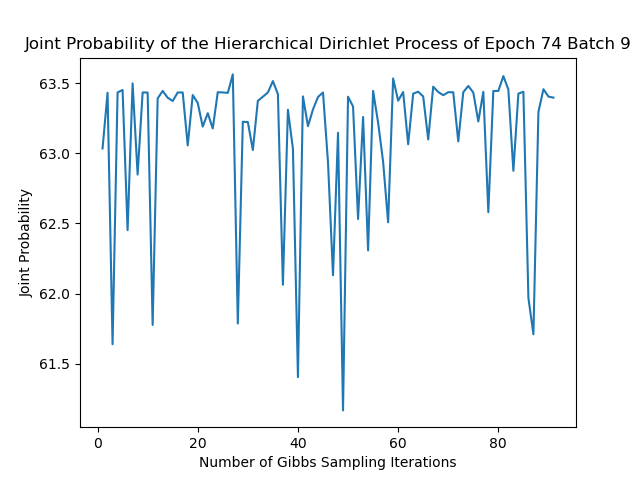 Joint Probability of the Hierarchical Dirichlet Process of Epoch 74 Batch 9
63.5
63.0
62.5
62.0
61.5
Joint Probability
0 20 40 60 80
Number of Gibbs Sampling Iterations